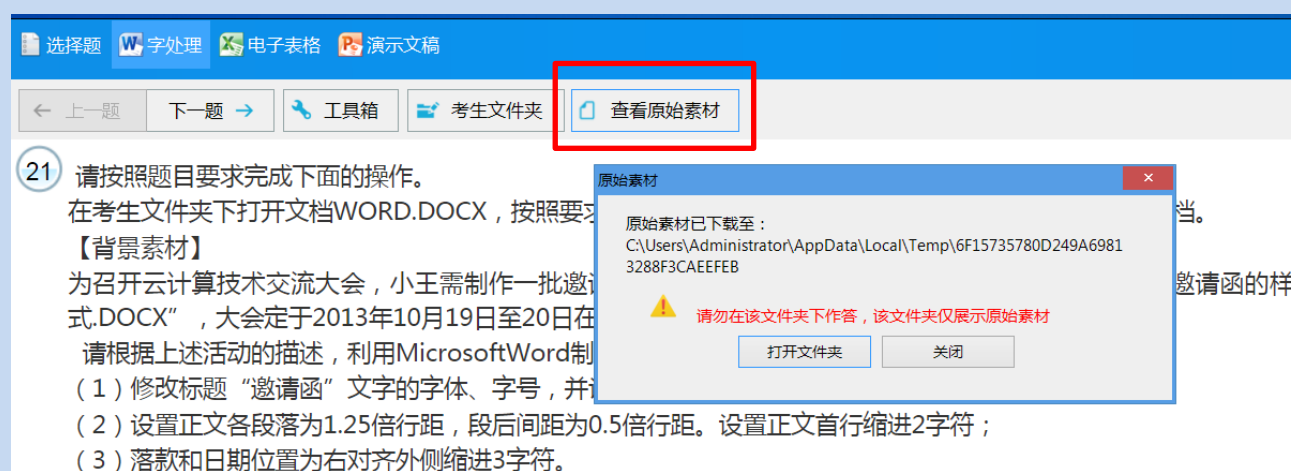 选择题 字处理 电子表格 演示文稿
← 上一题 下一题 → 工具箱 考生文件夹 查看原始素材
21 请按照题目要求完成下面的操作。
在考生文件夹下打开文档WORD.DOCX，按照要 档。
【背景素材】
为召开云计算技术交流大会，小王需制作一批邀 邀请函的样
式.DOCX”，大会定于2013年10月19日至20日在
请根据上述活动的描述，利用MicrosoftWord制
（1）修改标题“邀请函”文字的字体、字号，并
（2）设置正文各段落为1.25倍行距，段后间距为0.5倍行距。设置正文首行缩进2字符；
（3）落款和日期位置为右对齐外侧缩进3字符。
原始素材 ×
原始素材已下载至：
C:\Users\Administrator\AppData\Local\Temp\6F15735780D249A6981
3288F3CAEEFEB
请勿在该文件夹下作答，该文件夹仅展示原始素材
打开文件夹 关闭